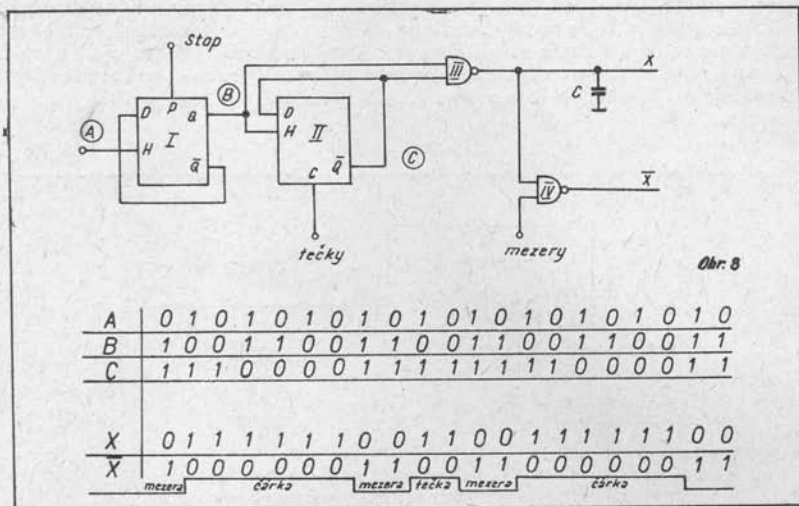 Stop
A
D P Q
H I
Q̅
B
D
H II
C Q̅
C
tečky
III
IV
C
X
X̅
mezery
Obr. 8
A 0 1 0 1 0 1 0 1 0 1 0 1 0 1 0 1 0 1 0 1 0
B 1 0 0 1 1 0 0 1 1 0 0 1 1 0 0 1 1 0 0 1 1
C 1 1 1 0 0 0 0 1 1 1 1 1 1 1 1 0 0 0 0 1 1
X 0 1 1 1 1 1 1 0 0 1 1 0 0 1 1 1 1 1 1 0 0
X̅ 1 0 0 0 0 0 0 1 1 0 0 1 1 0 0 0 0 0 0 1 1
mezera čárka mezera tečka mezera čárka